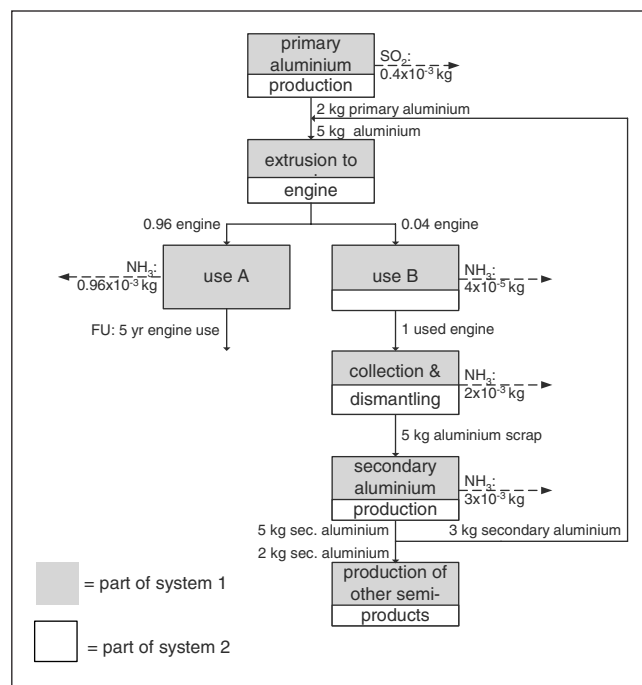 primary
aluminium
production
SO₂:
0.4x10⁻³ kg
2 kg primary aluminium
5 kg aluminium
extrusion to
engine
0.96 engine
0.04 engine
NH₃:
0.96x10⁻³ kg
use A
use B
NH₃:
4x10⁻⁵ kg
FU: 5 yr engine use
1 used engine
collection &
dismantling
NH₃:
2x10⁻³ kg
5 kg aluminium scrap
secondary
aluminium
production
NH₃:
3x10⁻³ kg
5 kg sec. aluminium
3 kg secondary aluminium
2 kg sec. aluminium
production of
other semi-
products
= part of system 1
= part of system 2